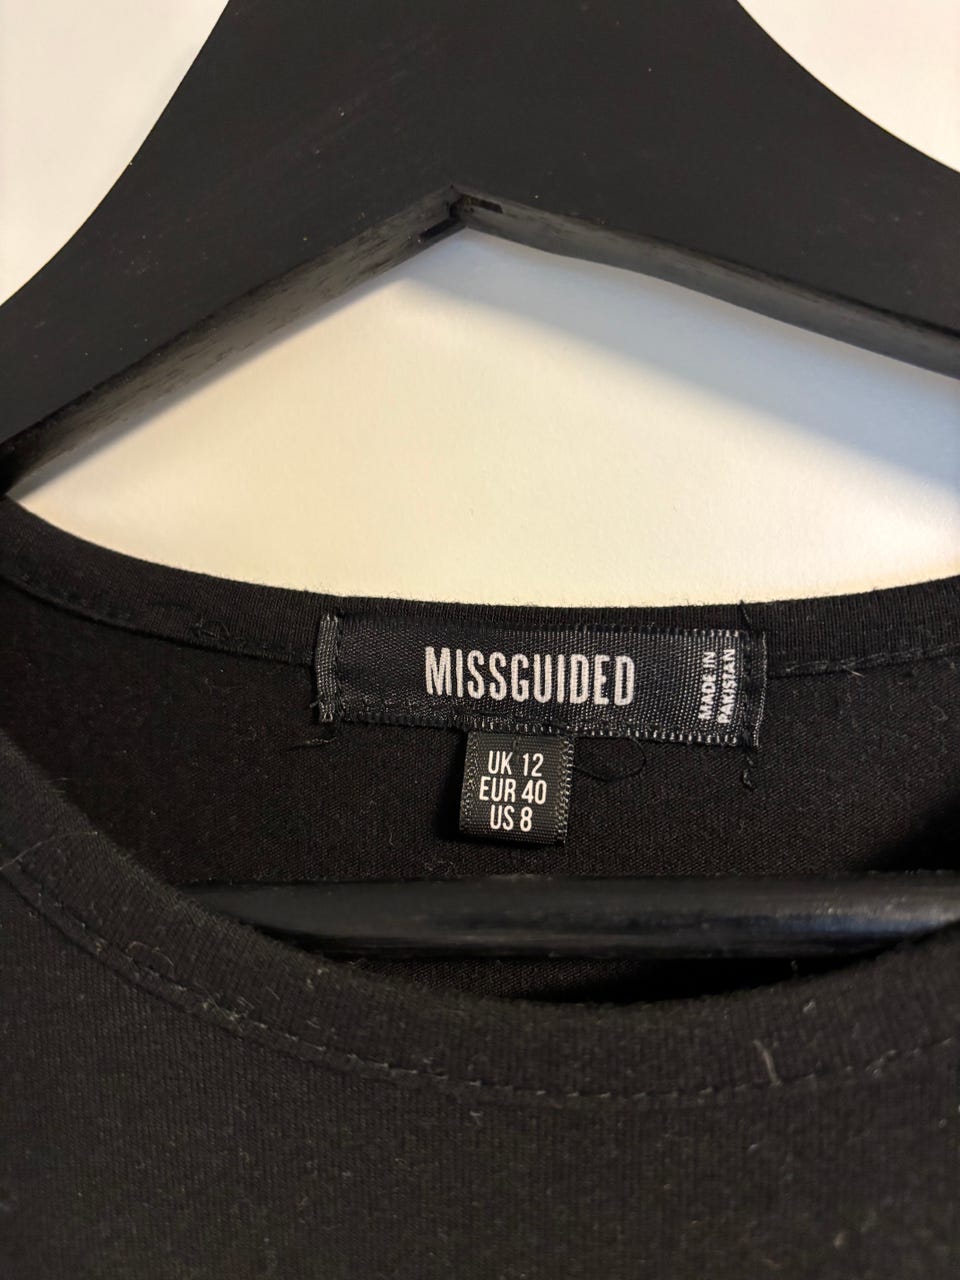 MISSGUIDED
MADE IN
PAKISTAN
UK 12
EUR 40
US 8